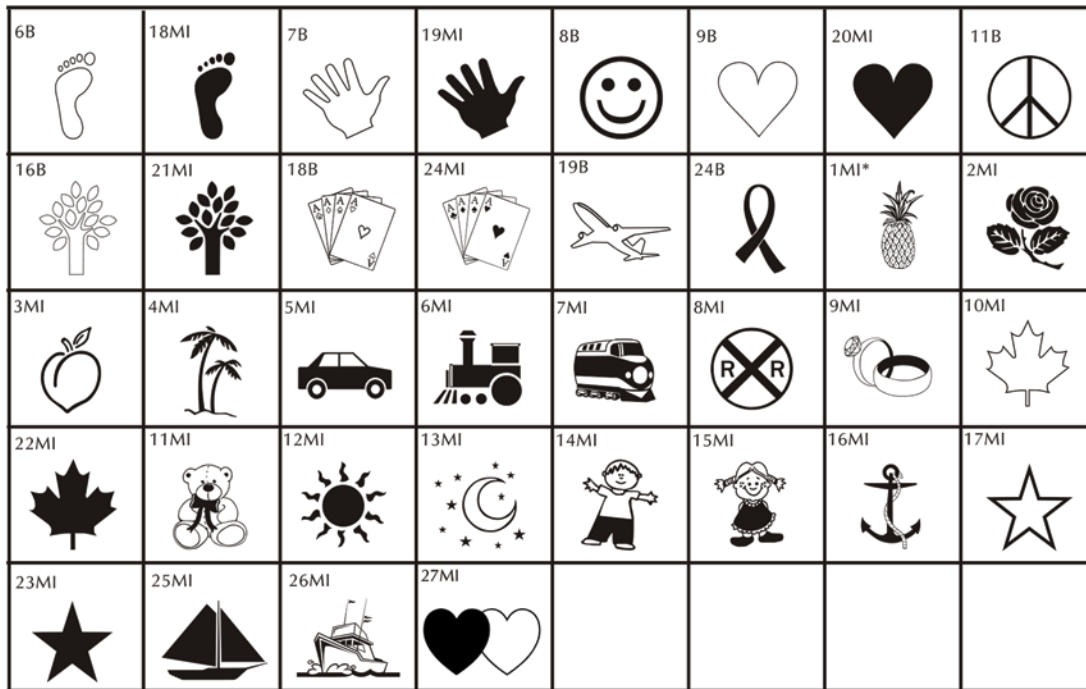 6B 18MI 7B 19MI 8B 9B 20MI 11B
16B 21MI 18B 24MI 19B 24B 1MI* 2MI
A A A A A A A A
A A
3MI 4MI 5MI 6MI 7MI 8MI 9MI 10MI
R R
22MI 11MI 12MI 13MI 14MI 15MI 16MI 17MI
23MI 25MI 26MI 27MI